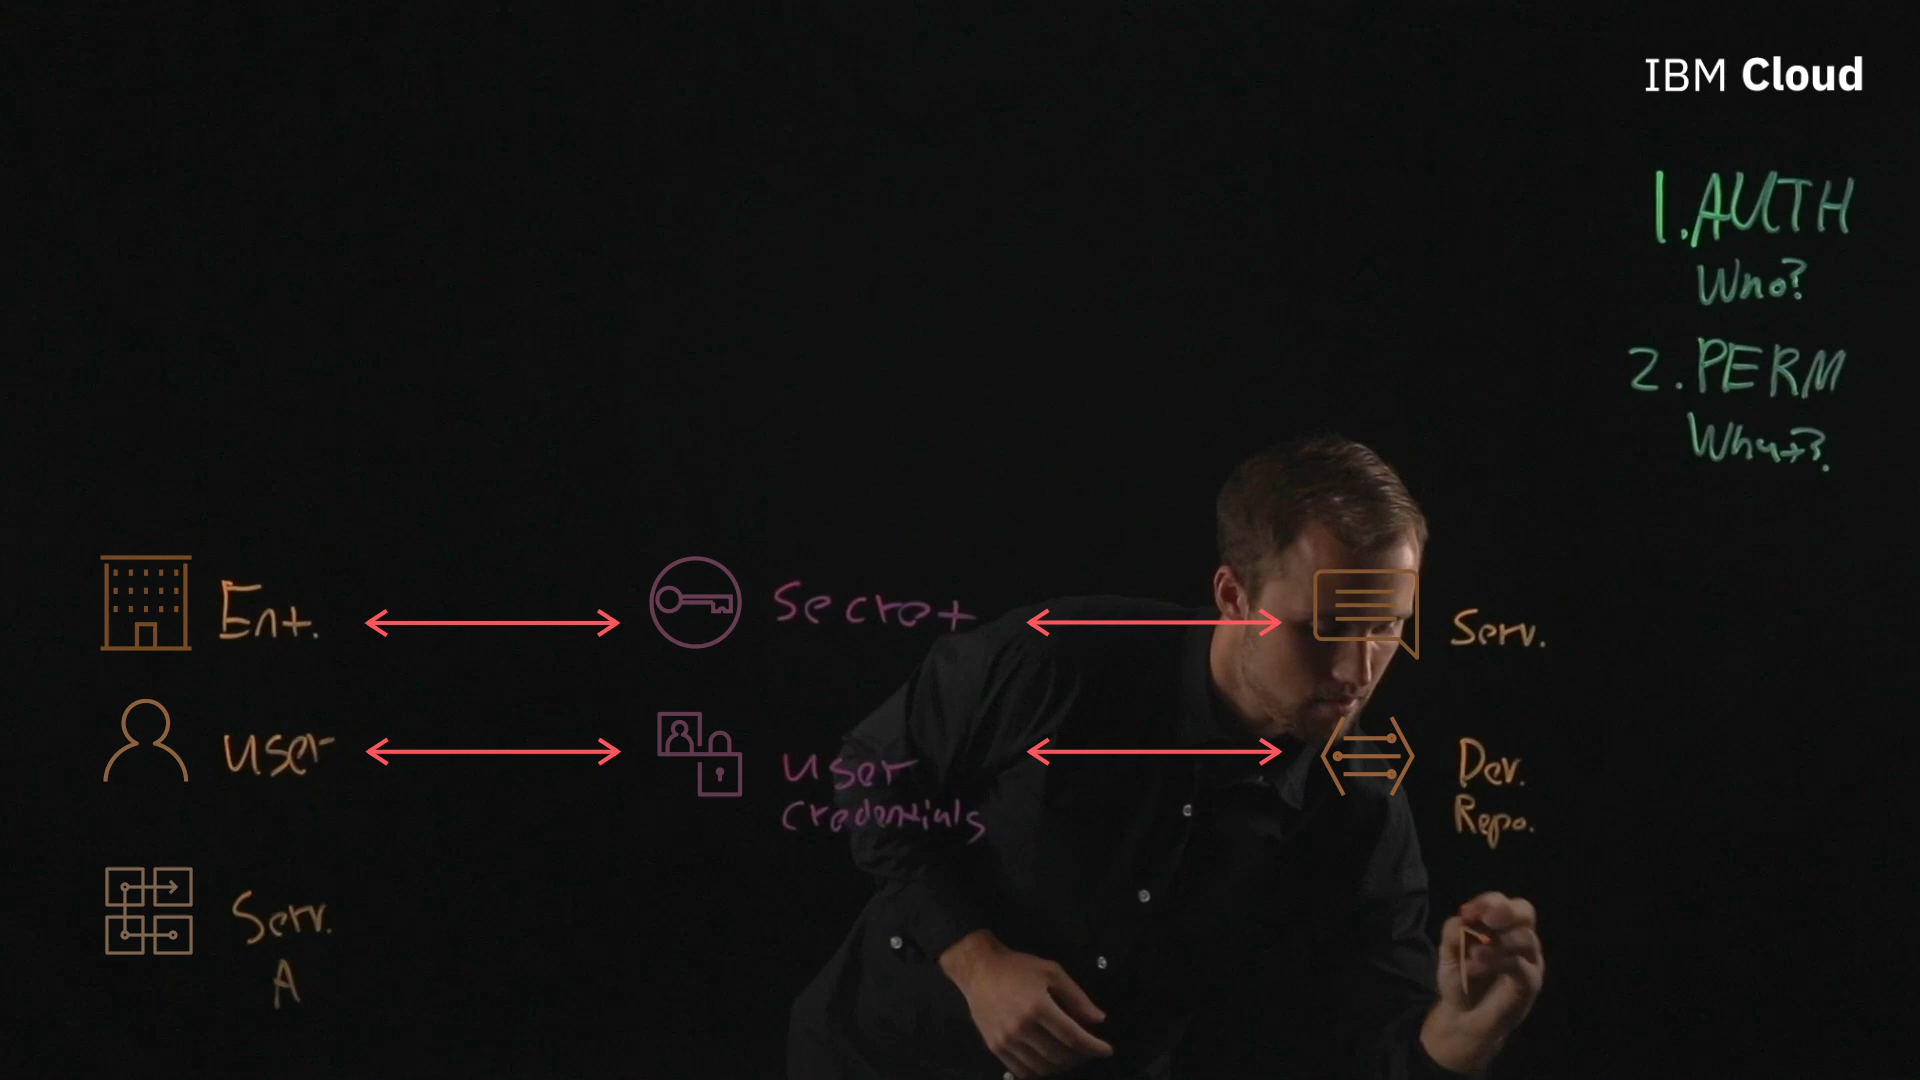 IBM Cloud
1. AUTH
Who?
2. PERM
What?
Ent.
Secret
Serv.
User
User
Credentials
Dev.
Repo.
Serv.
A